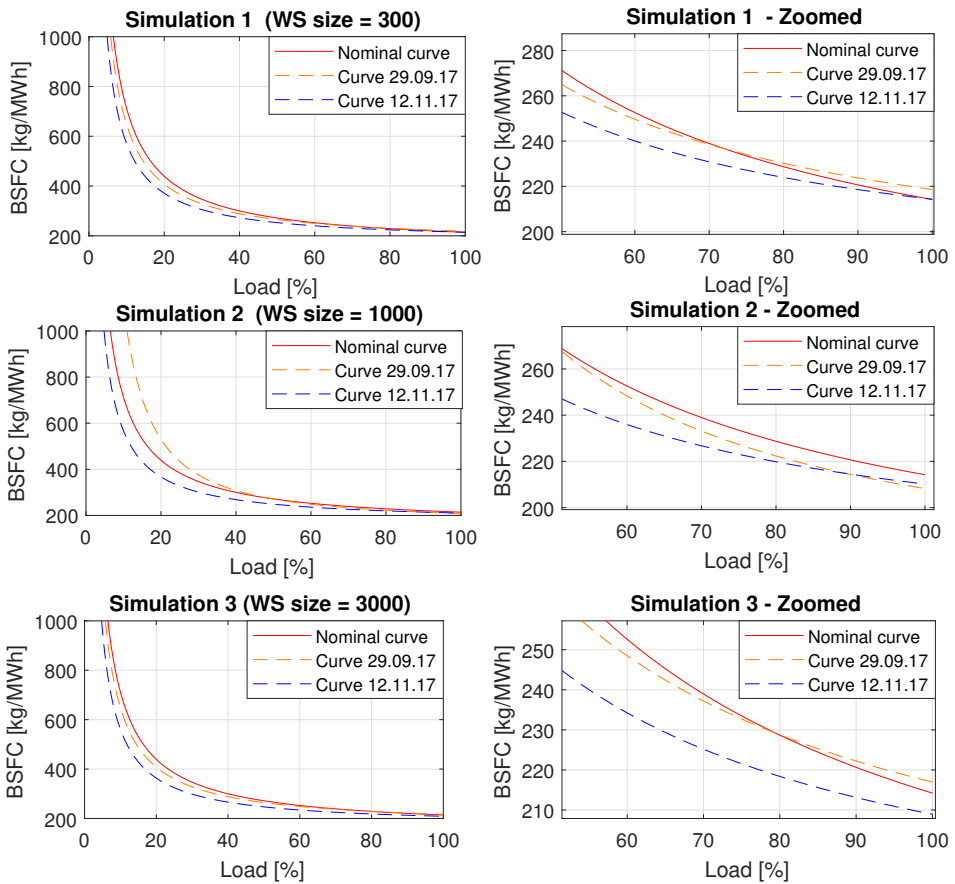 Simulation 1 (WS size = 300)
1000
800
600
400
200
BSFC [kg/MWh]
0 20 40 60 80 100
Load [%]
Nominal curve
Curve 29.09.17
Curve 12.11.17
Simulation 1 - Zoomed
280
260
240
220
200
BSFC [kg/MWh]
60 70 80 90 100
Load [%]
Nominal curve
Curve 29.09.17
Curve 12.11.17
Simulation 2 (WS size = 1000)
1000
800
600
400
200
BSFC [kg/MWh]
0 20 40 60 80 100
Load [%]
Nominal curve
Curve 29.09.17
Curve 12.11.17
Simulation 2 - Zoomed
260
240
220
200
BSFC [kg/MWh]
60 70 80 90 100
Load [%]
Nominal curve
Curve 29.09.17
Curve 12.11.17
Simulation 3 (WS size = 3000)
1000
800
600
400
200
BSFC [kg/MWh]
0 20 40 60 80 100
Load [%]
Nominal curve
Curve 29.09.17
Curve 12.11.17
Simulation 3 - Zoomed
250
240
230
220
210
BSFC [kg/MWh]
60 70 80 90 100
Load [%]
Nominal curve
Curve 29.09.17
Curve 12.11.17